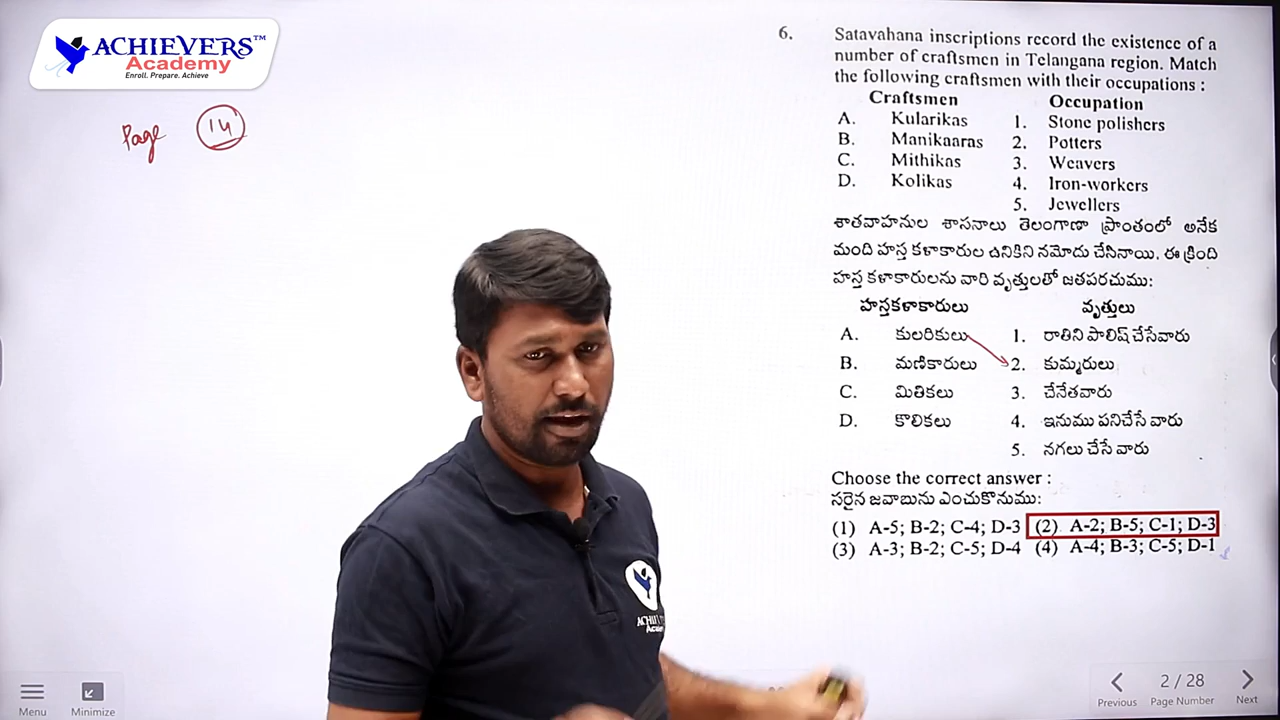 ACHIEVERS™
Academy
Enroll. Prepare. Achieve
Page 14
6. Satavahana inscriptions record the existence of a
number of craftsmen in Telangana region. Match
the following craftsmen with their occupations :
Craftsmen Occupation
A. Kularikas 1. Stone polishers
B. Manikaaras 2. Potters
C. Mithikas 3. Weavers
D. Kolikas 4. Iron-workers
5. Jewellers
శాతవాహనుల శాసనాలు తెలంగాణా ప్రాంతంలో అనేక
మంది హస్త కళాకారుల ఉనికిని నమోదు చేసినాయి. ఈ క్రింది
హస్త కళాకారులను వారి వృత్తులతో జతపరచుము:
హస్తకళాకారులు వృత్తులు
A. కులరికులు 1. రాతిని పాలిష్ చేసేవారు
B. మణికారులు 2. కుమ్మరులు
C. మితికలు 3. చేనేతవారు
D. కొలికలు 4. ఇనుము పనిచేసే వారు
5. నగలు చేసే వారు
Choose the correct answer :
సరైన జవాబును ఎంచుకొనుము:
(1) A-5; B-2; C-4; D-3 (2) A-2; B-5; C-1; D-3
(3) A-3; B-2; C-5; D-4 (4) A-4; B-3; C-5; D-1
Menu
Minimize
Previous
2 / 28
Page Number
Next